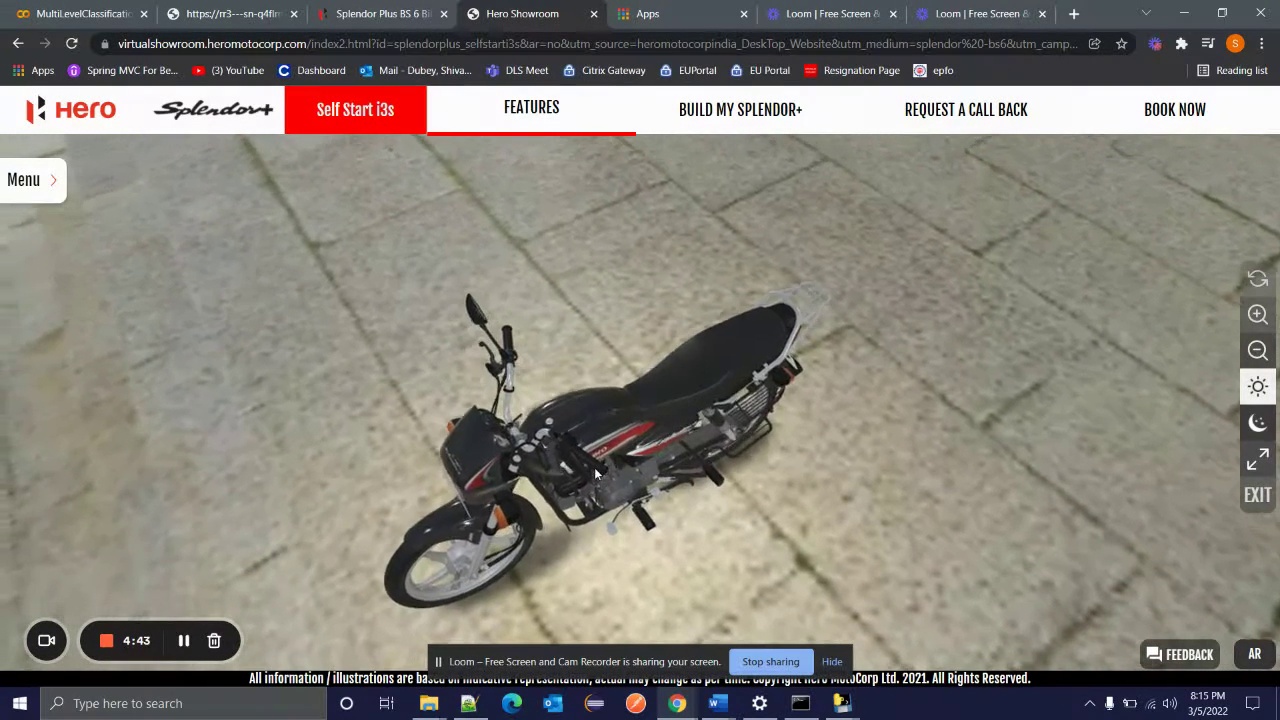 MultiLevelClassificatio
https://rr3---sn-q4flrn
Splendor Plus BS 6 Bi
Hero Showroom
Apps
Loom | Free Screen &
Loom | Free Screen &
virtualshowroom.heromotocorp.com/index2.html?id=splendorplus_selfstarti3s&at=no&utm_source=heromotocorpindia_DeskTop_Website&utm_medium=splendor%20-bs6&utm_camp...
Apps
Spring MVC For Be...
(3) YouTube
Dashboard
Mail - Dubey, Shiva...
DLS Meet
Citrix Gateway
EUPortal
EU Portal
Resignation Page
epfo
Reading list
Hero
Splendor+
Self Start i3s
FEATURES
BUILD MY SPLENDOR+
REQUEST A CALL BACK
BOOK NOW
Menu
EXIT
4:43
Loom – Free Screen and Cam Recorder is sharing your screen.
Stop sharing
Hide
FEEDBACK
AR
All information / illustrations are based on indicative representation, actual may change as per time. Copyright Hero MotoCorp Ltd. 2021. All Rights Reserved.
Type here to search
8:15 PM
3/5/2022